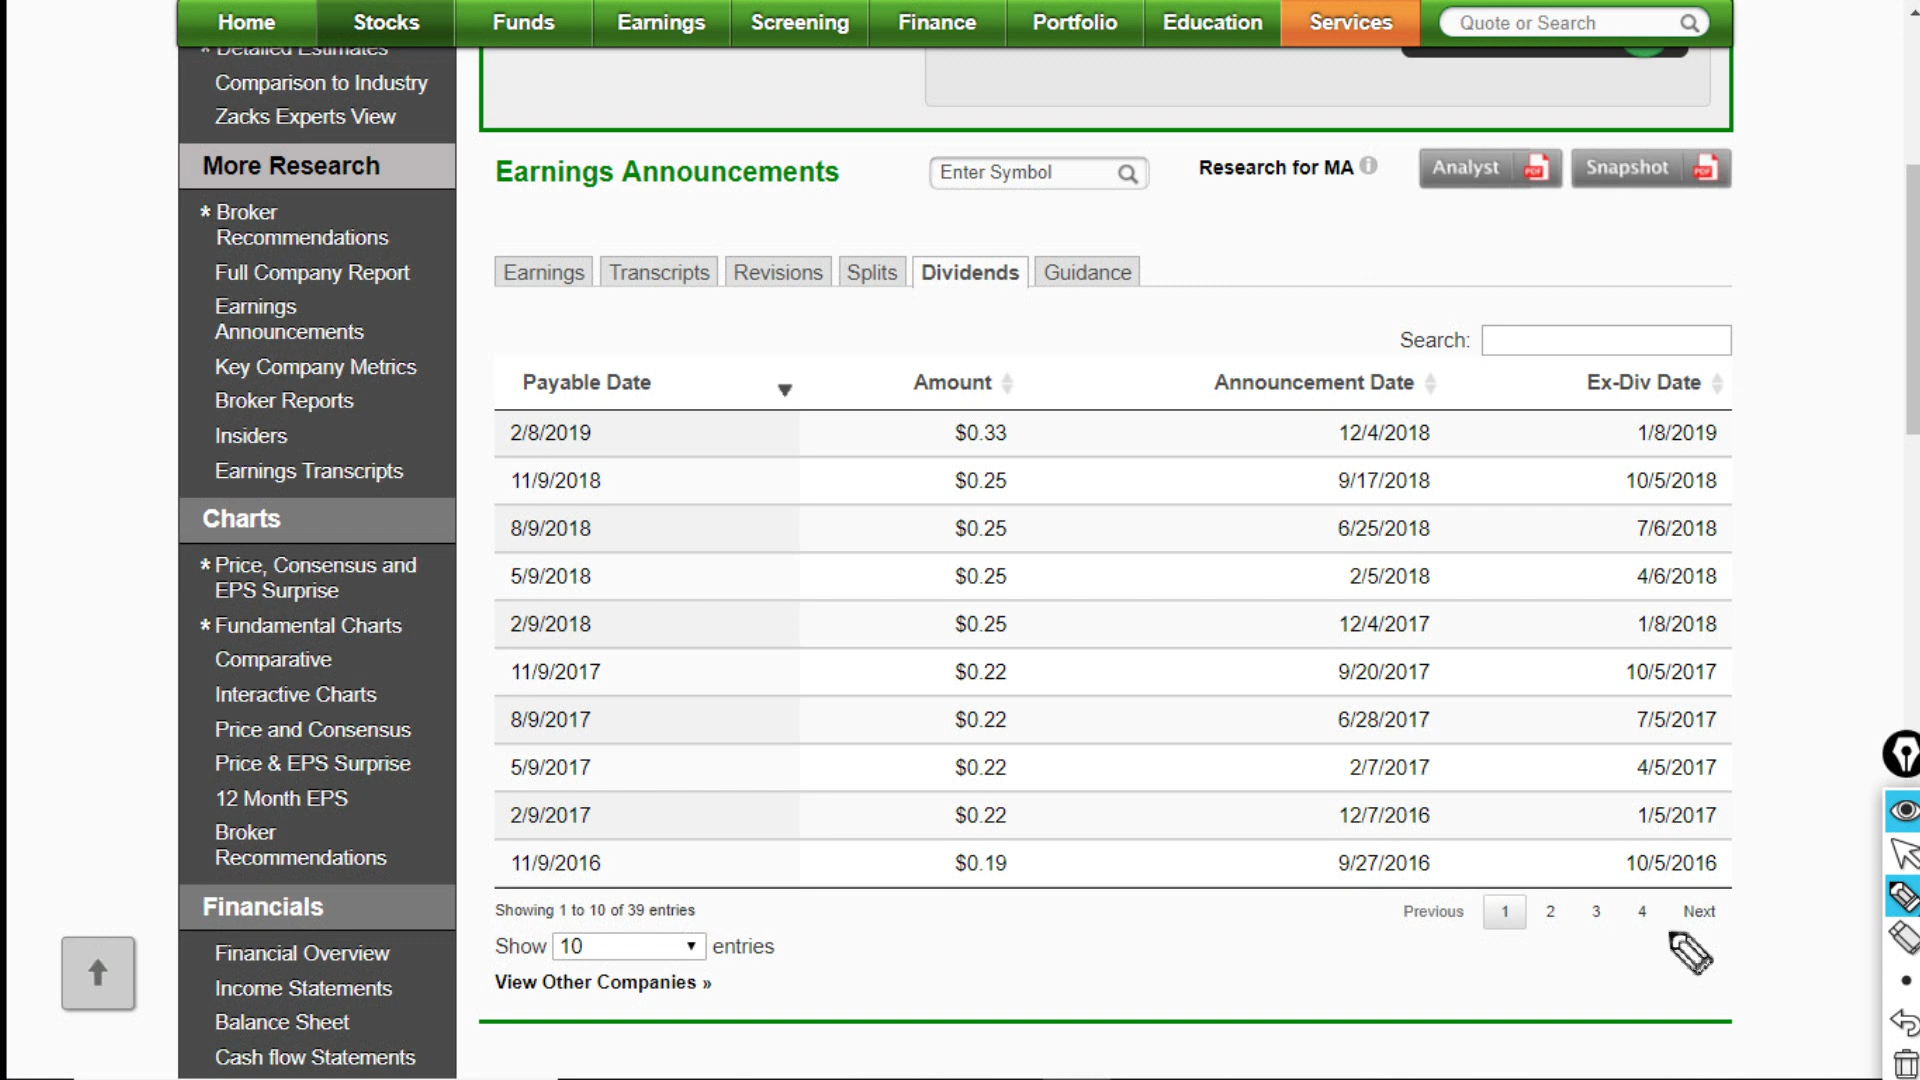 Home Stocks Funds Earnings Screening Finance Portfolio Education Services Quote or Search
* Detailed Estimates
Comparison to Industry
Zacks Experts View
More Research
* Broker
Recommendations
Full Company Report
Earnings
Announcements
Key Company Metrics
Broker Reports
Insiders
Earnings Transcripts
Charts
* Price, Consensus and
EPS Surprise
* Fundamental Charts
Comparative
Interactive Charts
Price and Consensus
Price & EPS Surprise
12 Month EPS
Broker
Recommendations
Financials
Financial Overview
Income Statements
Balance Sheet
Cash flow Statements
Earnings Announcements Enter Symbol Research for MA Analyst PDF Snapshot PDF
Earnings Transcripts Revisions Splits Dividends Guidance
Search:
Payable Date Amount Announcement Date Ex-Div Date
2/8/2019 $0.33 12/4/2018 1/8/2019
11/9/2018 $0.25 9/17/2018 10/5/2018
8/9/2018 $0.25 6/25/2018 7/6/2018
5/9/2018 $0.25 2/5/2018 4/6/2018
2/9/2018 $0.25 12/4/2017 1/8/2018
11/9/2017 $0.22 9/20/2017 10/5/2017
8/9/2017 $0.22 6/28/2017 7/5/2017
5/9/2017 $0.22 2/7/2017 4/5/2017
2/9/2017 $0.22 12/7/2016 1/5/2017
11/9/2016 $0.19 9/27/2016 10/5/2016
Showing 1 to 10 of 39 entries Previous 1 2 3 4 Next
Show 10 entries
View Other Companies »